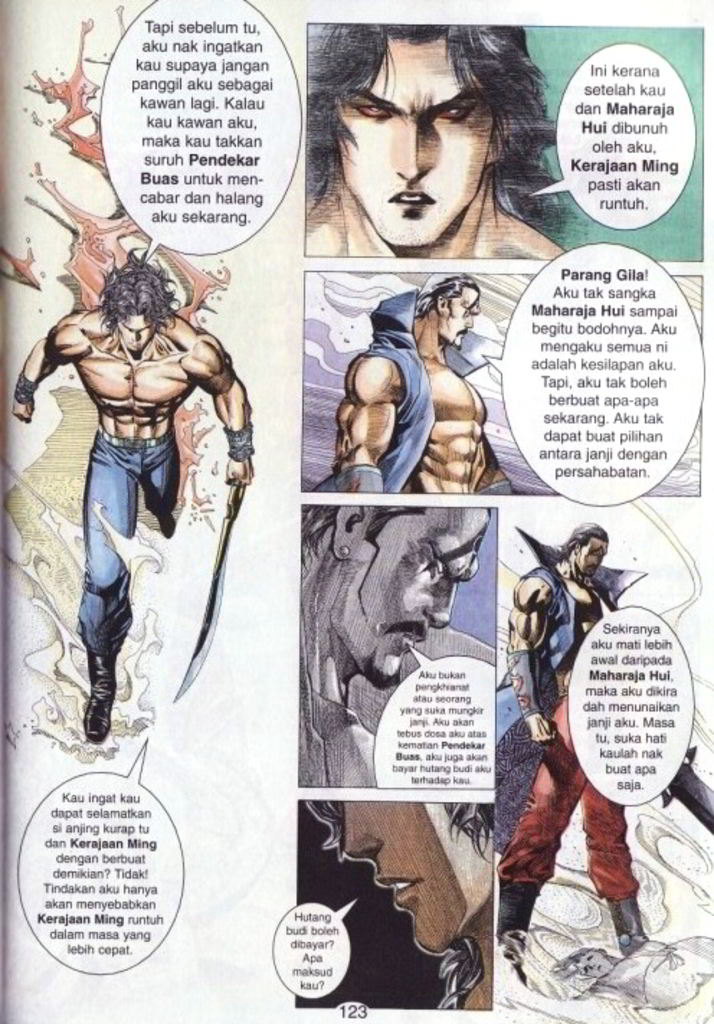 Tapi sebelum tu,
aku nak ingatkan
kau supaya jangan
panggil aku sebagai
kawan lagi. Kalau
kau kawan aku,
maka kau takkan
suruh Pendekar
Buas untuk men-
cabar dan halang
aku sekarang.
Kau ingat kau
dapat selamatkan
si anjing kurap tu
dan Kerajaan Ming
dengan berbuat
demikian? Tidak!
Tindakan aku hanya
akan menyebabkan
Kerajaan Ming runtuh
dalam masa yang
lebih cepat.
Ini kerana
setelah kau
dan Maharaja
Hui dibunuh
oleh aku,
Kerajaan Ming
pasti akan
runtuh.
Parang Gila!
Aku tak sangka
Maharaja Hui sampai
begitu bodohnya. Aku
mengaku semua ni
adalah kesilapan aku.
Tapi, aku tak boleh
berbuat apa-apa
sekarang. Aku tak
dapat buat pilihan
antara janji dengan
persahabatan.
Aku bukan
pengkhianat
atau seorang
yang suka mungkir
janji. Aku akan
tebus dosa aku atas
kematian Pendekar
Buas, aku juga akan
bayar hutang budi aku
terhadap kau.
Sekiranya
aku mati lebih
awal daripada
Maharaja Hui,
maka aku dikira
dah menunaikan
janji aku. Masa
tu, suka hati
kaulah nak
buat apa
saja.
Hutang
budi boleh
dibayar?
Apa
maksud
kau?
123